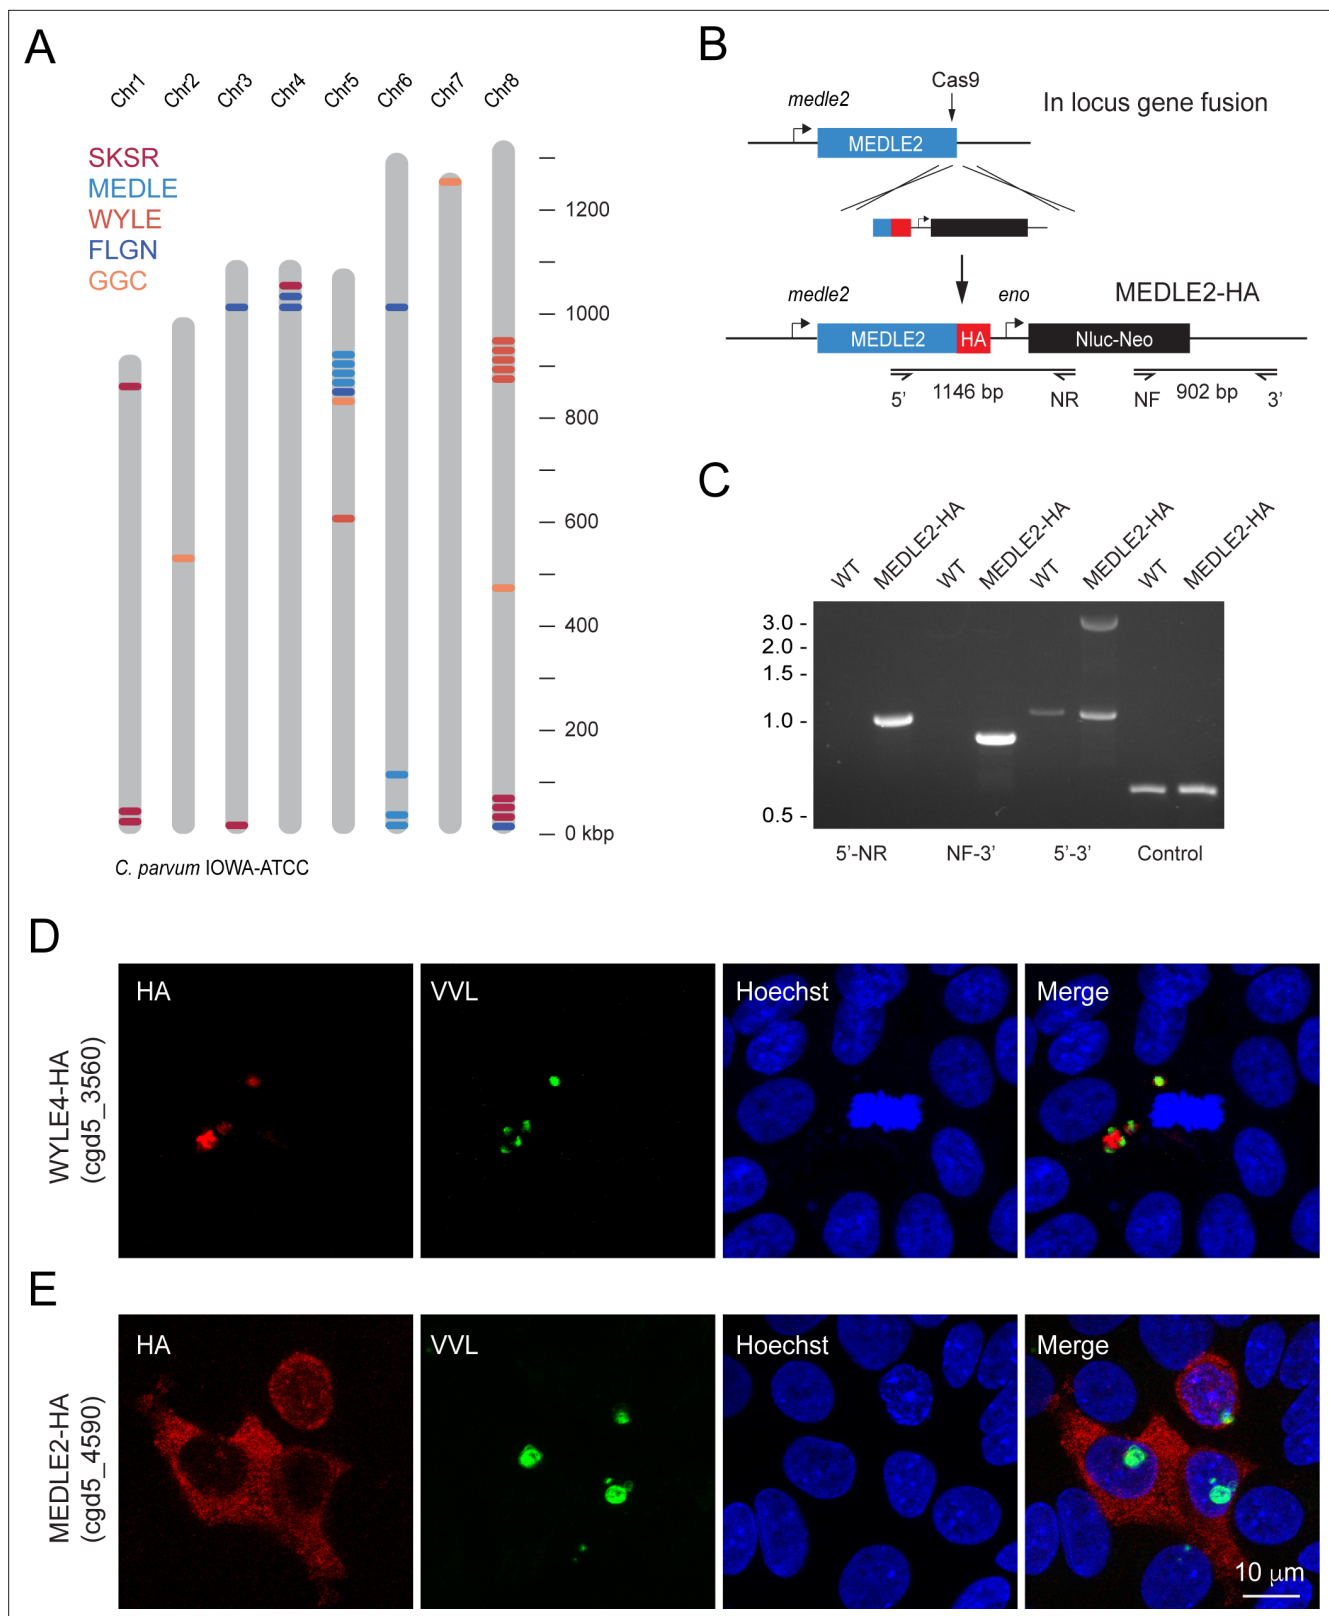 A
Chr1 Chr2 Chr3 Chr4 Chr5 Chr6 Chr7 Chr8
SKSR
MEDLE
WYLE
FLGN
GGC
1200
1000
800
600
400
200
0 kbp
C. parvum IOWA-ATCC
B
Cas9
medle2
In locus gene fusion
MEDLE2
medle2
eno
MEDLE2-HA
MEDLE2 HA Nluc-Neo
5’ 1146 bp NR NF 902 bp 3’
C
WT MEDLE2-HA WT MEDLE2-HA WT MEDLE2-HA WT MEDLE2-HA
3.0 -
2.0 -
1.5 -
1.0 -
0.5 -
5’-NR NF-3’ 5’-3’ Control
D
WYLE4-HA
(cgd5_3560)
HA VVL Hoechst Merge
E
MEDLE2-HA
(cgd5_4590)
HA VVL Hoechst Merge
10 μm